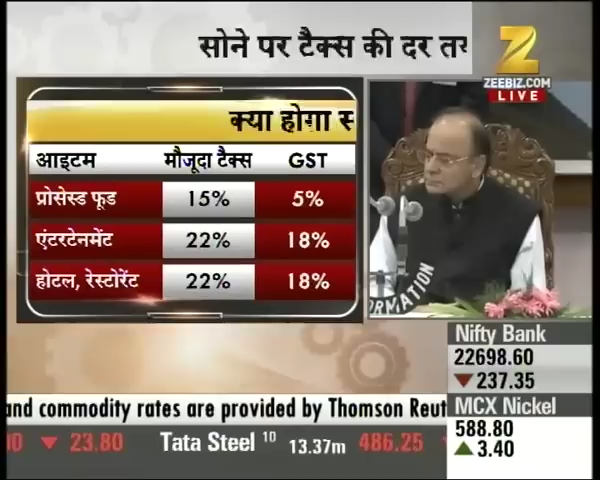 सोने पर टैक्स की दर
ZEEBIZ.COM
LIVE
क्या होगा
आइटम मौजूदा टैक्स GST
प्रोसेस्ड फूड 15% 5%
एंटरटेनमेंट 22% 18%
होटल, रेस्टोरेंट 22% 18%
Nifty Bank
22698.60
▼ 237.35
MCX Nickel
588.80
▲ 3.40
and commodity rates are provided by Thomson
▼ 23.80 Tata Steel 10 13.37m 486.25